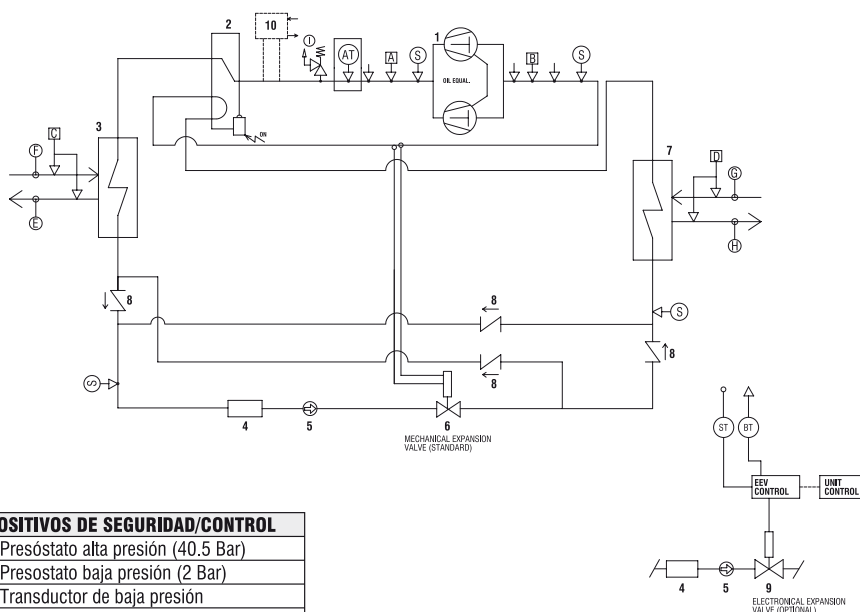 2
10
I
AT
A
S
1
OIL EQUAL.
B
S
ON
3
C
F
E
7
D
G
H
8
8
8
8
S
S
4
5
6
MECHANICAL EXPANSION
VALVE (STANDARD)
ST
BT
EEV
CONTROL
UNIT
CONTROL
4
5
9
ELECTRONICAL EXPANSION
VALVE (OPTIONAL)
OSITIVOS DE SEGURIDAD/CONTROL
Presóstato alta presión (40.5 Bar)
Presostato baja presión (2 Bar)
Transductor de baja presión